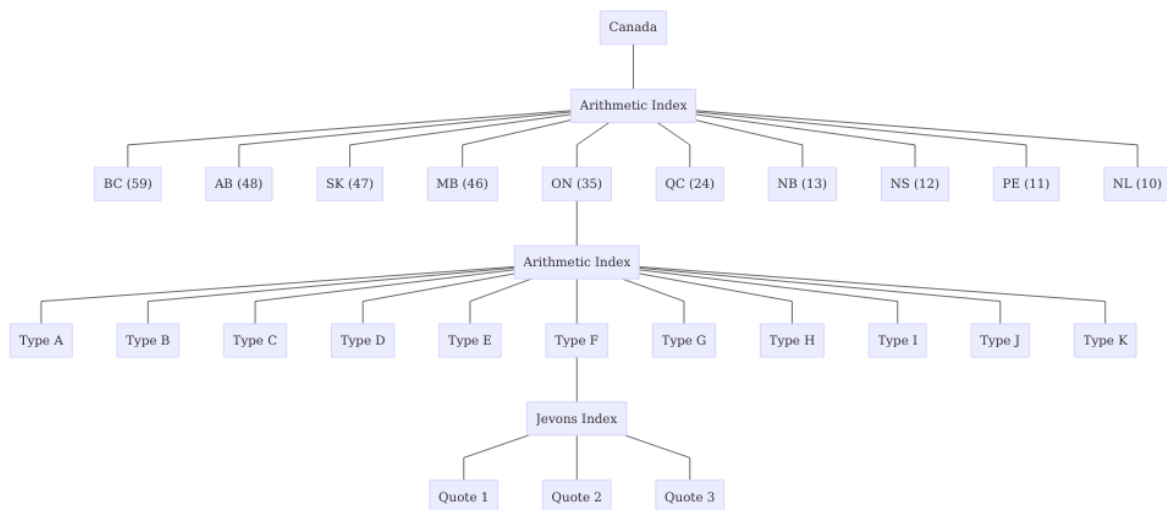 Canada
Arithmetic Index
BC (59)
AB (48)
SK (47)
MB (46)
ON (35)
QC (24)
NB (13)
NS (12)
PE (11)
NL (10)
Arithmetic Index
Type A
Type B
Type C
Type D
Type E
Type F
Type G
Type H
Type I
Type J
Type K
Jevons Index
Quote 1
Quote 2
Quote 3